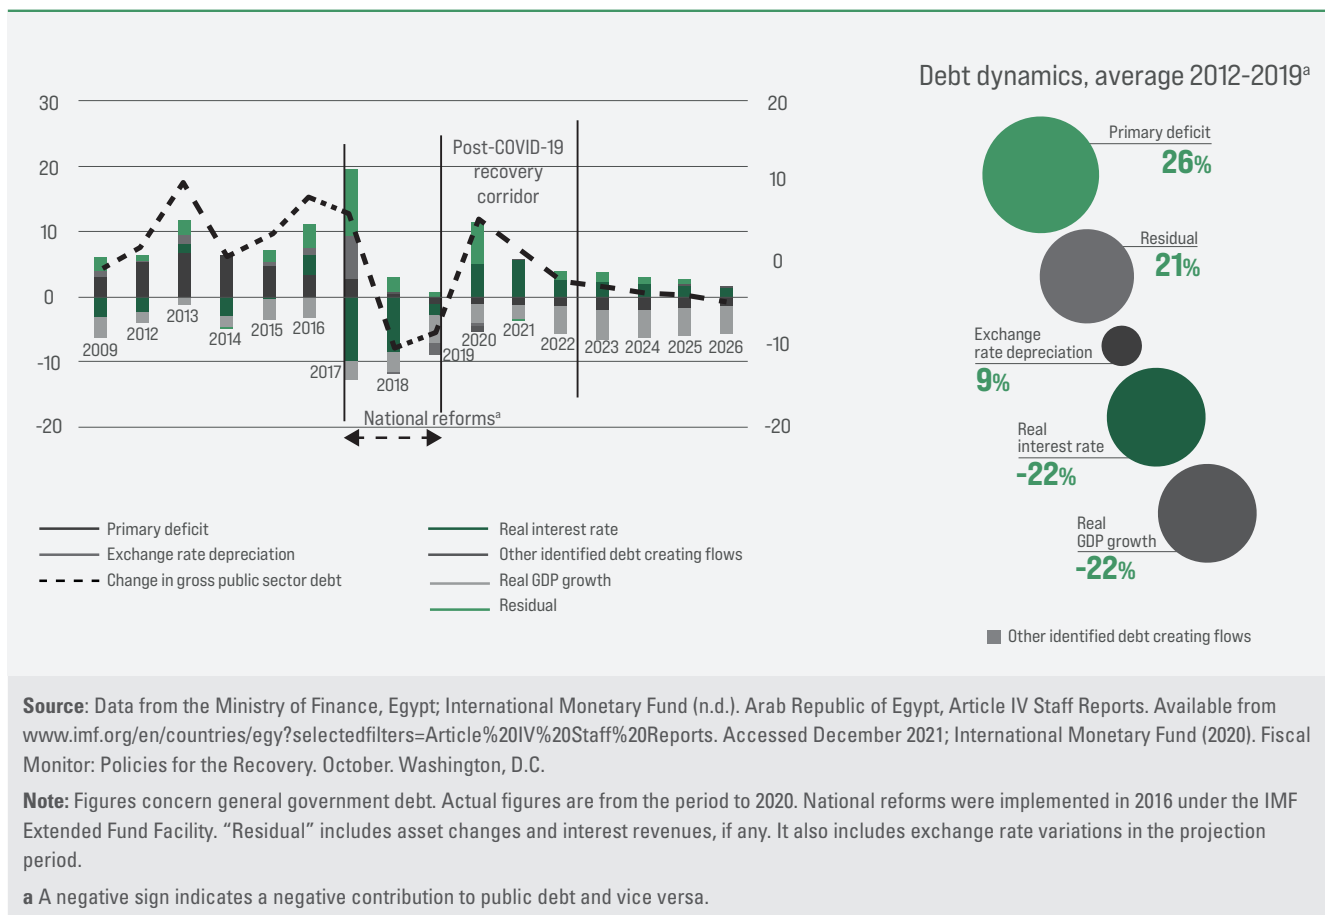 Debt dynamics, average 2012-2019ª
30
20
10
0
-10
-20
20
10
0
-10
-20
Post-COVID-19
recovery
corridor
2009
2012
2013
2014
2015
2016
2017
2018
2019
2020
2021
2022
2023
2024
2025
2026
National reformsª
Primary deficit
Exchange rate depreciation
Change in gross public sector debt
Real interest rate
Other identified debt creating flows
Real GDP growth
Residual
Primary deficit
26%
Residual
21%
Exchange
rate depreciation
9%
Real
interest rate
-22%
Real
GDP growth
-22%
Other identified debt creating flows
Source: Data from the Ministry of Finance, Egypt; International Monetary Fund (n.d.). Arab Republic of Egypt, Article IV Staff Reports. Available from
www.imf.org/en/countries/egy?selectedfilters=Article%20IV%20Staff%20Reports. Accessed December 2021; International Monetary Fund (2020). Fiscal
Monitor: Policies for the Recovery. October. Washington, D.C.
Note: Figures concern general government debt. Actual figures are from the period to 2020. National reforms were implemented in 2016 under the IMF
Extended Fund Facility. “Residual” includes asset changes and interest revenues, if any. It also includes exchange rate variations in the projection
period.
a A negative sign indicates a negative contribution to public debt and vice versa.